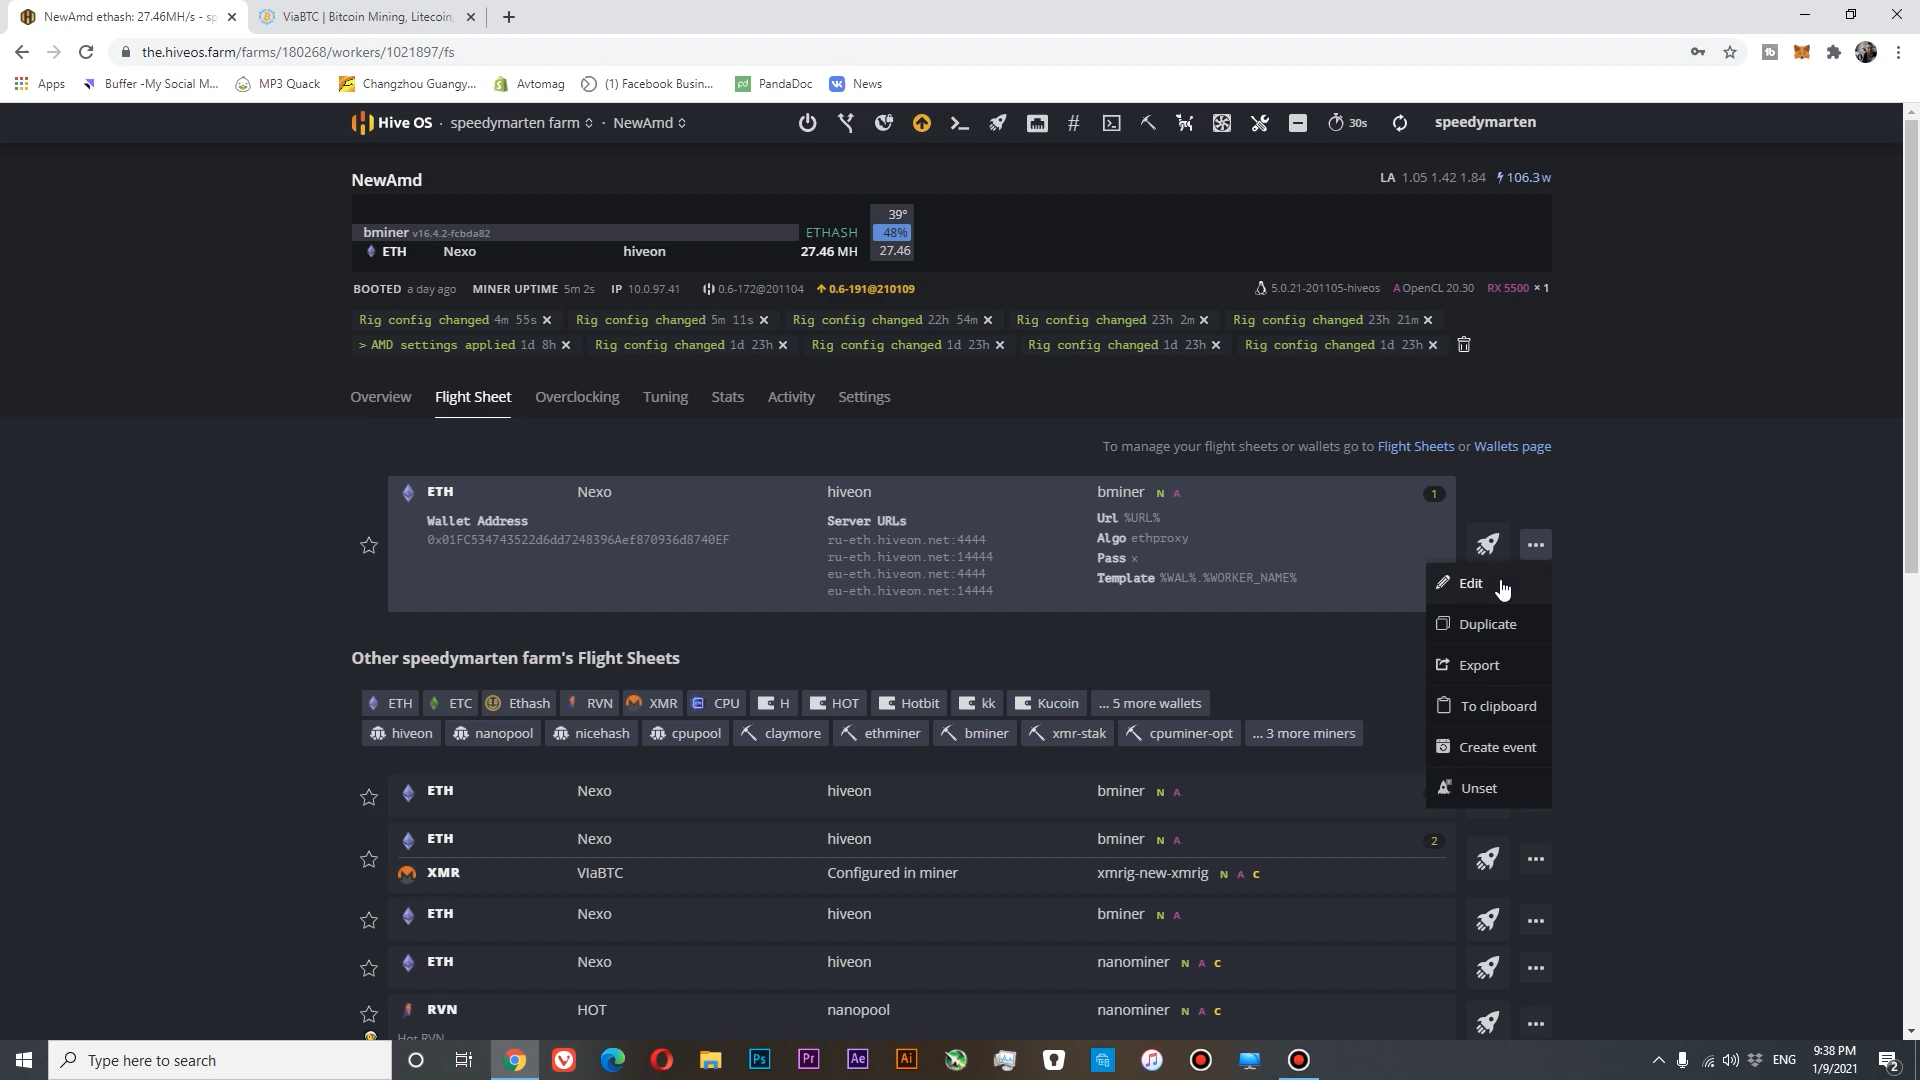 NewAmd ethash: 27.46MH/s - sp
ViaBTC | Bitcoin Mining, Litecoin
the.hiveos.farm/farms/180268/workers/1021897/fs
Apps
Buffer -My Social M...
MP3 Quack
Changzhou Guangy...
Avtomag
(1) Facebook Busin...
PandaDoc
News
Hive OS · speedymarten farm · NewAmd
30s
speedymarten
NewAmd
LA 1.05 1.42 1.84 106.3 w
39°
bminer v16.4.2-fcbda82 ETHASH 48%
ETH Nexo hiveon 27.46 MH 27.46
BOOTED a day ago MINER UPTIME 5m 2s IP 10.0.97.41 0.6-172@201104 0.6-191@210109
5.0.21-201105-hiveos A OpenCL 20.30 RX 5500 × 1
Rig config changed 4m 55s × Rig config changed 5m 11s × Rig config changed 22h 54m × Rig config changed 23h 2m × Rig config changed 23h 21m ×
> AMD settings applied 1d 8h × Rig config changed 1d 23h × Rig config changed 1d 23h × Rig config changed 1d 23h × Rig config changed 1d 23h ×
Overview Flight Sheet Overclocking Tuning Stats Activity Settings
To manage your flight sheets or wallets go to Flight Sheets or Wallets page
ETH Nexo hiveon bminer N A 1
Wallet Address
0x01FC534743522d6dd7248396Aef870936d8740EF
Server URLs
ru-eth.hiveon.net:4444
ru-eth.hiveon.net:14444
eu-eth.hiveon.net:4444
eu-eth.hiveon.net:14444
Url %URL%
Algo ethproxy
Pass x
Template %WAL%.%WORKER_NAME%
Edit
Duplicate
Export
To clipboard
Create event
Unset
Other speedymarten farm's Flight Sheets
ETH ETC Ethash RVN XMR CPU H HOT Hotbit kk Kucoin ... 5 more wallets
hiveon nanopool nicehash cpupool claymore ethminer bminer xmr-stak cpuminer-opt ... 3 more miners
ETH Nexo hiveon bminer N A
ETH Nexo hiveon bminer N A 2
XMR VIaBTC Configured in miner xmrig-new-xmrig N A C
ETH Nexo hiveon bminer N A
ETH Nexo hiveon nanominer N A C
RVN HOT nanopool nanominer N A C
Hot RVN
Type here to search
Ps
Pr
Ae
Ai
ENG
9:38 PM
1/9/2021
2